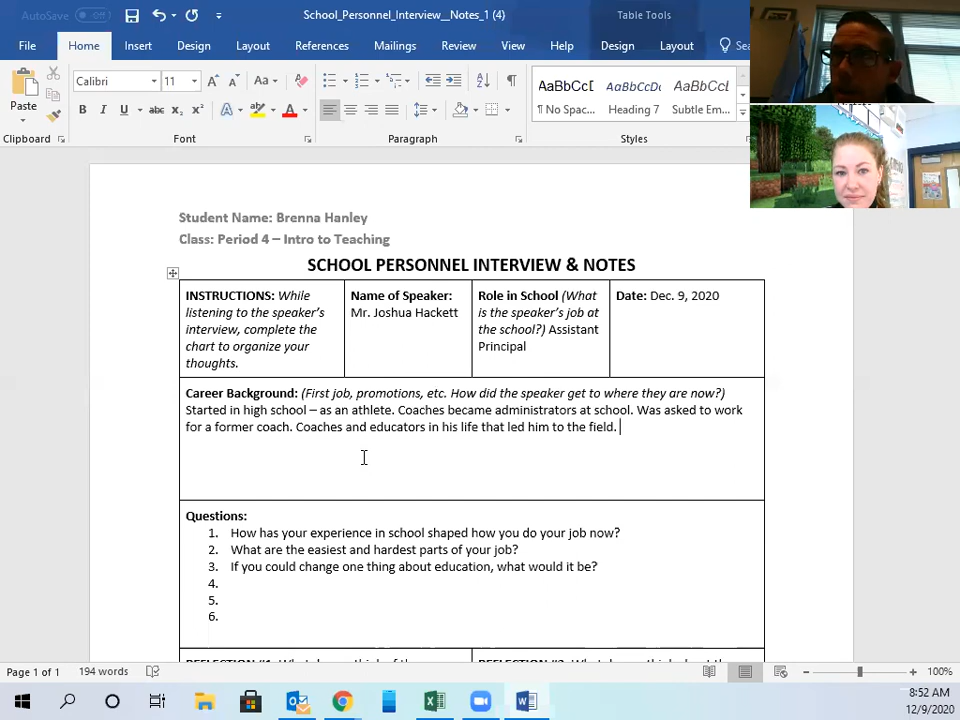 AutoSave Off School_Personnel_Interview__Notes_1 (4) Table Tools
File Home Insert Design Layout References Mailings Review View Help Design Layout
Paste Calibri 11 Aa AaBbCcD AaBbCcDc AaBbCcD
¶ No Spac... Heading 7 Subtle Em...
Clipboard Font Paragraph Styles
Student Name: Brenna Hanley
Class: Period 4 – Intro to Teaching
SCHOOL PERSONNEL INTERVIEW & NOTES
INSTRUCTIONS: While
listening to the speaker's
interview, complete the
chart to organize your
thoughts.
Name of Speaker:
Mr. Joshua Hackett
Role in School (What
is the speaker's job at
the school?) Assistant
Principal
Date: Dec. 9, 2020
Career Background: (First job, promotions, etc. How did the speaker get to where they are now?)
Started in high school – as an athlete. Coaches became administrators at school. Was asked to work
for a former coach. Coaches and educators in his life that led him to the field.
Questions:
1. How has your experience in school shaped how you do your job now?
2. What are the easiest and hardest parts of your job?
3. If you could change one thing about education, what would it be?
4.
5.
6.
Page 1 of 1 194 words 100%
8:52 AM
12/9/2020